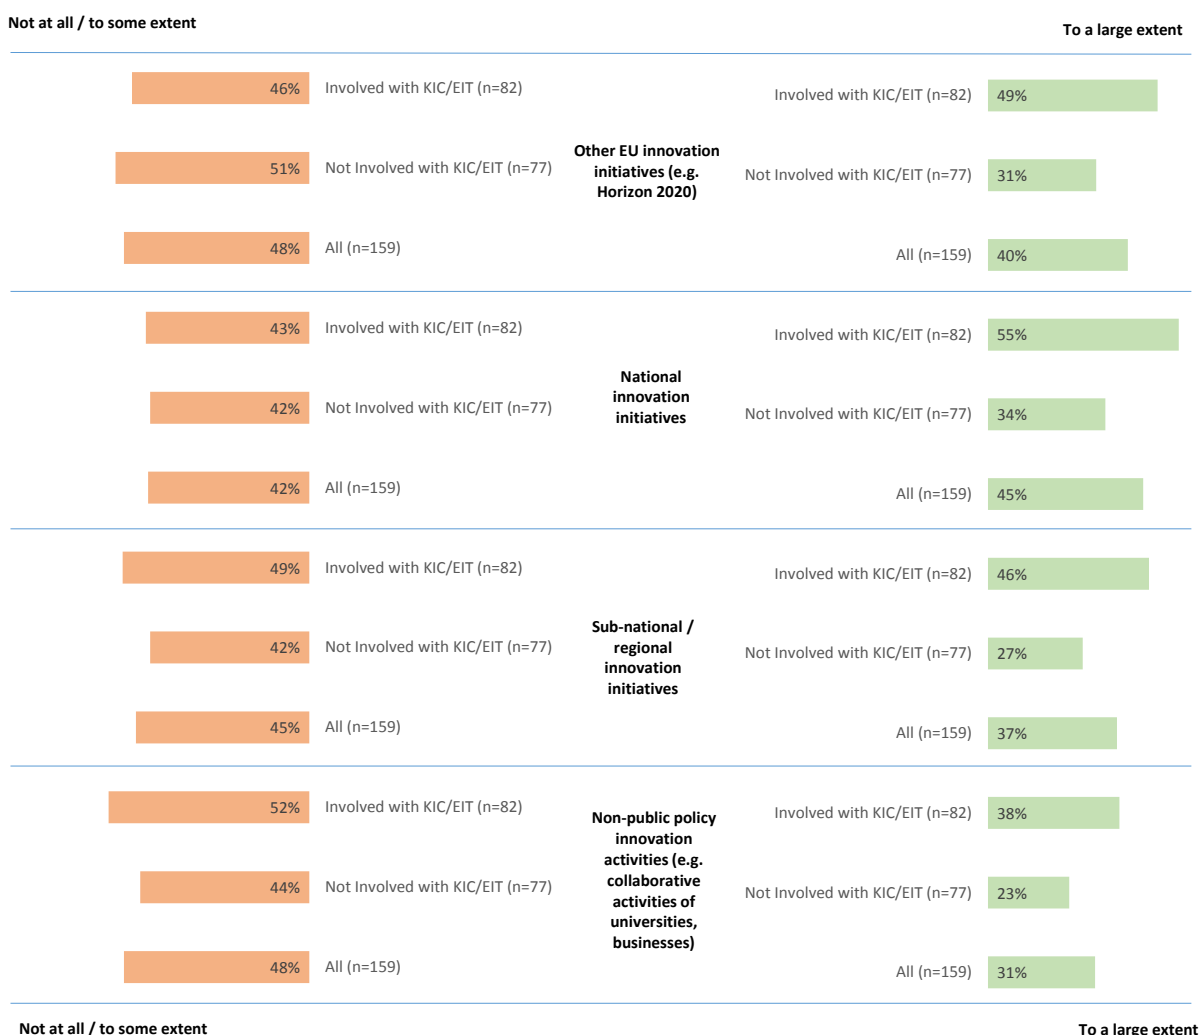 Not at all / to some extent
To a large extent
46%
Involved with KIC/EIT (n=82)
Involved with KIC/EIT (n=82)
49%
51%
Not Involved with KIC/EIT (n=77)
Other EU innovation
initiatives (e.g.
Horizon 2020)
Not Involved with KIC/EIT (n=77)
31%
48%
All (n=159)
All (n=159)
40%
43%
Involved with KIC/EIT (n=82)
Involved with KIC/EIT (n=82)
55%
42%
Not Involved with KIC/EIT (n=77)
National
innovation
initiatives
Not Involved with KIC/EIT (n=77)
34%
42%
All (n=159)
All (n=159)
45%
49%
Involved with KIC/EIT (n=82)
Involved with KIC/EIT (n=82)
46%
42%
Not Involved with KIC/EIT (n=77)
Sub-national /
regional
innovation
initiatives
Not Involved with KIC/EIT (n=77)
27%
45%
All (n=159)
All (n=159)
37%
52%
Involved with KIC/EIT (n=82)
Involved with KIC/EIT (n=82)
38%
44%
Not Involved with KIC/EIT (n=77)
Non-public policy
innovation
activities (e.g.
collaborative
activities of
universities,
businesses)
Not Involved with KIC/EIT (n=77)
23%
48%
All (n=159)
All (n=159)
31%
Not at all / to some extent
To a large extent